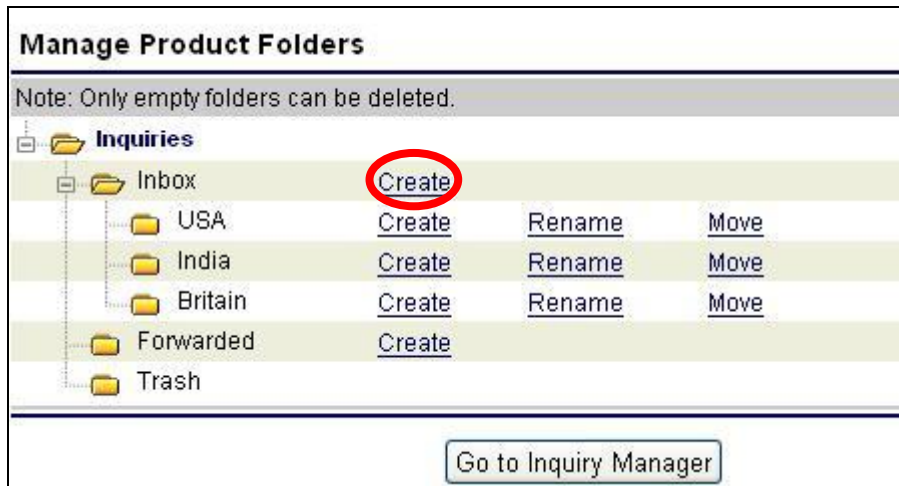 Manage Product Folders
Note: Only empty folders can be deleted.
Inquiries
Inbox Create
USA Create Rename Move
India Create Rename Move
Britain Create Rename Move
Forwarded Create
Trash
Go to Inquiry Manager